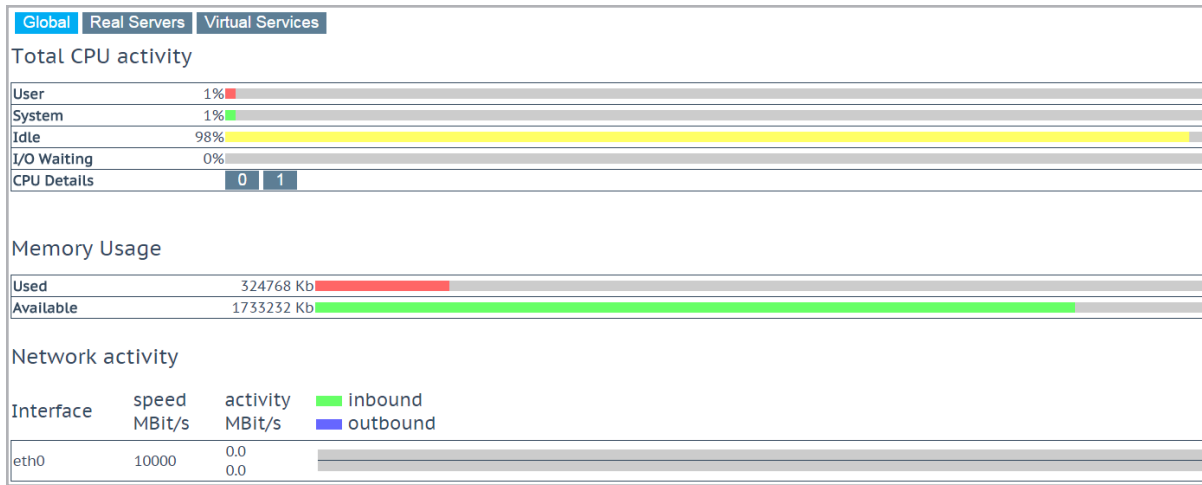 Global Real Servers Virtual Services
Total CPU activity
User 1%
System 1%
Idle 98%
I/O Waiting 0%
CPU Details 0 1
Memory Usage
Used 324768 Kb
Available 1733232 Kb
Network activity
Interface speed MBit/s activity MBit/s inbound outbound
eth0 10000 0.0
0.0